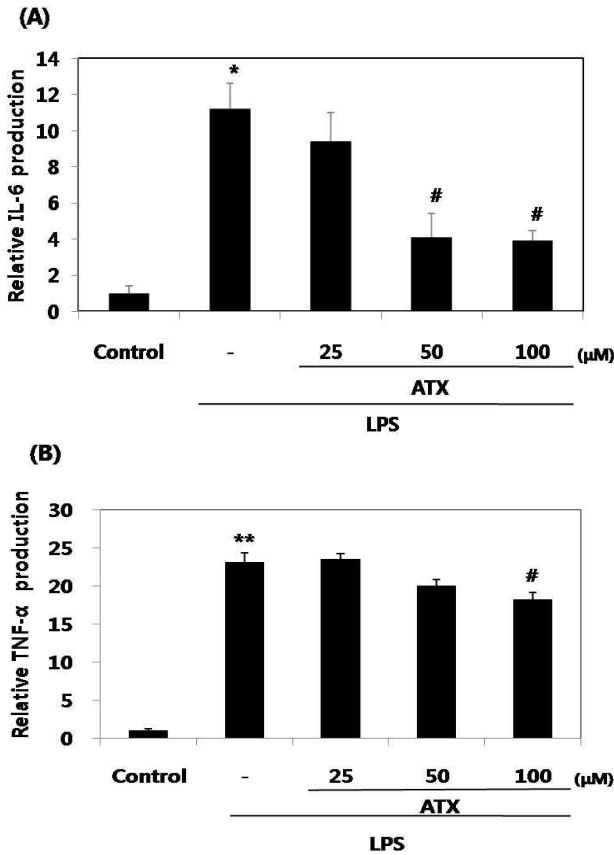 (A)
Relative IL-6 production
14
12
10
8
6
4
2
0
*
#
#
Control - 25 50 100 (μM)
ATX
LPS
(B)
Relative TNF-α production
30
25
20
15
10
5
0
**
#
Control - 25 50 100 (μM)
ATX
LPS